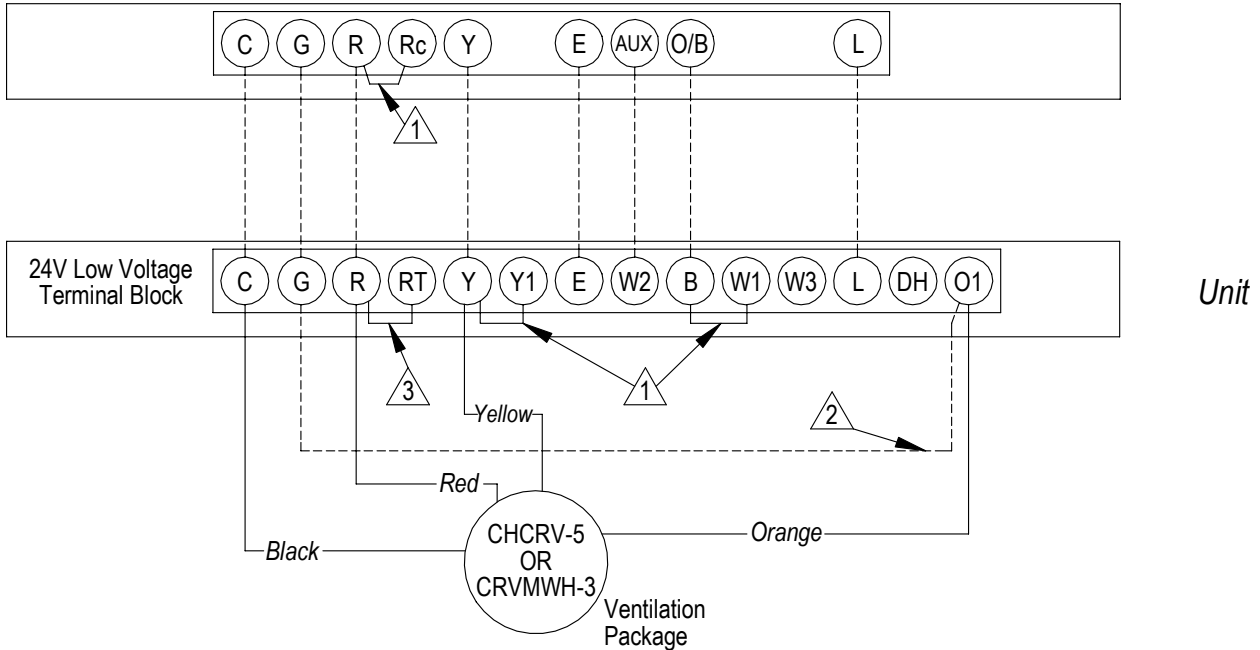 C G R Rc Y E AUX O/B L
1
24V Low Voltage
Terminal Block
C G R RT Y Y1 E W2 B W1 W3 L DH O1
Unit
3
1
2
Yellow
Red
Black
Orange
CHCRV-5
OR
CRVMWH-3
Ventilation
Package